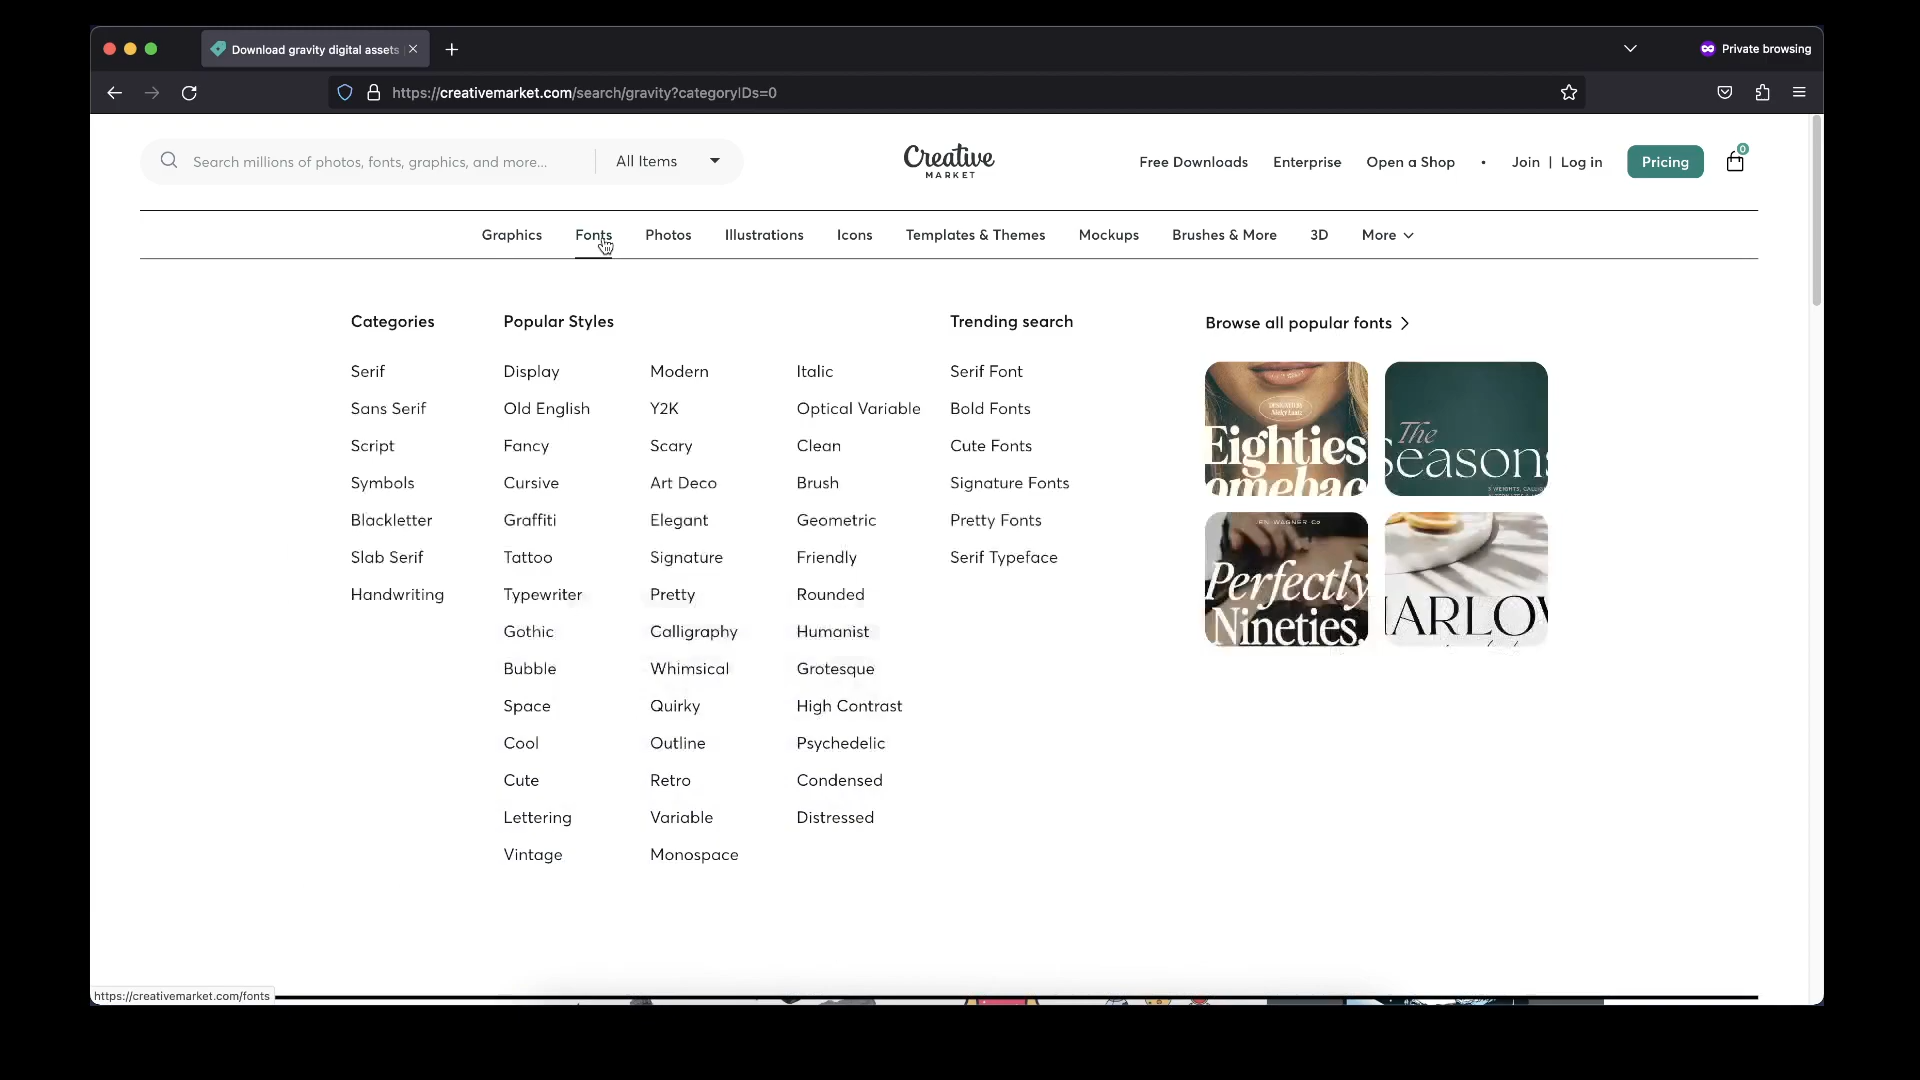 Download gravity digital assets
Private browsing
https://creativemarket.com/search/gravity?categoryIDs=0
Search millions of photos, fonts, graphics, and more...
All Items
Creative
MARKET
Free Downloads
Enterprise
Open a Shop
•
Join | Log in
Pricing
0
Graphics
Fonts
Photos
Illustrations
Icons
Templates & Themes
Mockups
Brushes & More
3D
More
Categories
Serif
Sans Serif
Script
Symbols
Blackletter
Slab Serif
Handwriting
Popular Styles
Display
Old English
Fancy
Cursive
Graffiti
Tattoo
Typewriter
Gothic
Bubble
Space
Cool
Cute
Lettering
Vintage
Modern
Y2K
Scary
Art Deco
Elegant
Signature
Pretty
Calligraphy
Whimsical
Quirky
Outline
Retro
Variable
Monospace
Italic
Optical Variable
Clean
Brush
Geometric
Friendly
Rounded
Humanist
Grotesque
High Contrast
Psychedelic
Condensed
Distressed
Trending search
Serif Font
Bold Fonts
Cute Fonts
Signature Fonts
Pretty Fonts
Serif Typeface
Browse all popular fonts
Eighties
omebac
The
Seasons
JEN WAGNER Co
Perfectly
Nineties.
HARLOW
https://creativemarket.com/fonts